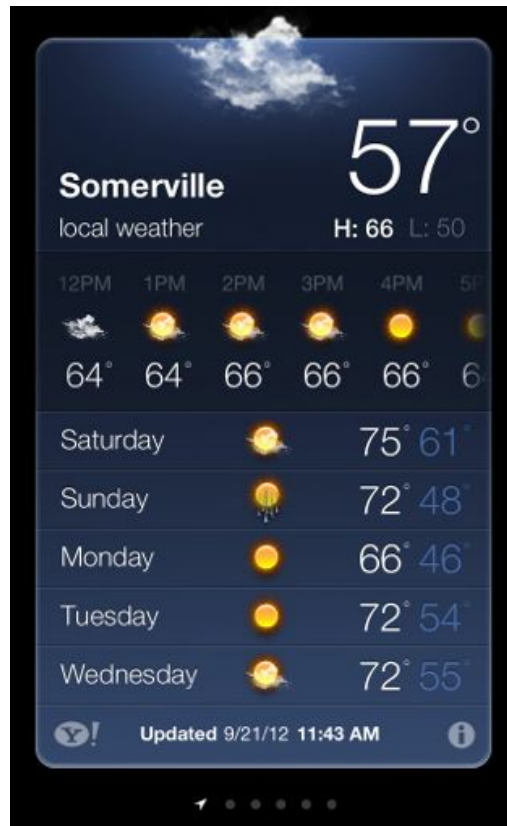 57°
Somerville
local weather H: 66 L: 50
12PM 1PM 2PM 3PM 4PM
64° 64° 66° 66° 66°
Saturday 75° 61°
Sunday 72° 48°
Monday 66° 46°
Tuesday 72° 54°
Wednesday 72° 55°
Y! Updated 9/21/12 11:43 AM i